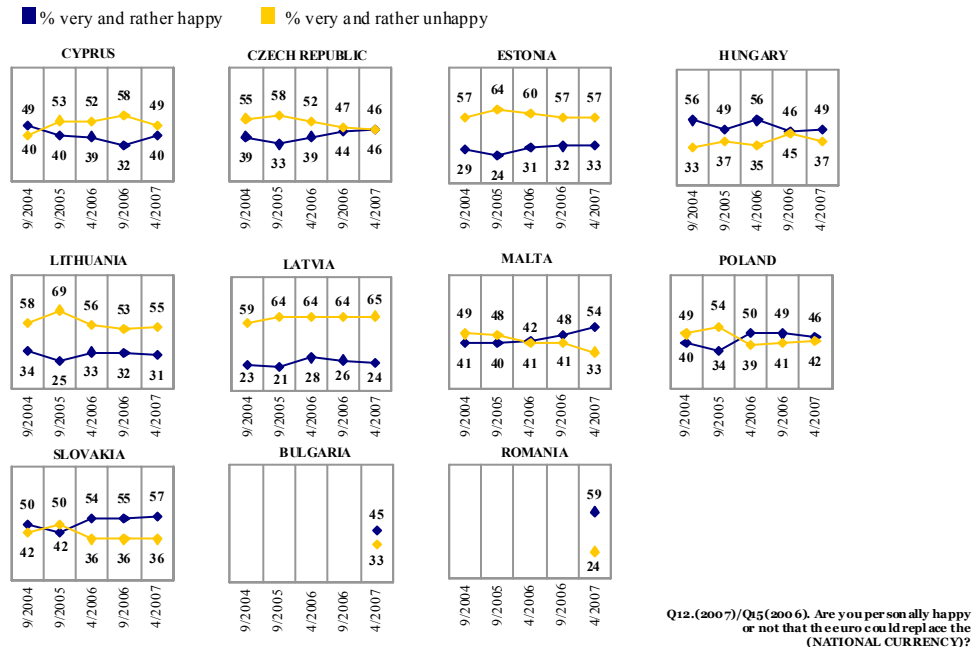 % very and rather happy % very and rather unhappy
CYPRUS CZECH REPUBLIC ESTONIA HUNGARY
49 53 52 58 49
40 40 39 32 40
55 58 52 47 46
39 33 39 44 46
57 64 60 57 57
29 24 31 32 33
56 49 56 46 49
33 37 35 45 37
9/2004 9/2005 4/2006 9/2006 4/2007
9/2004 9/2005 4/2006 9/2006 4/2007
9/2004 9/2005 4/2006 9/2006 4/2007
9/2004 9/2005 4/2006 9/2006 4/2007
LITHUANIA LATVIA MALTA POLAND
58 69 56 53 55
34 25 33 32 31
59 64 64 64 65
23 21 28 26 24
49 48 42 48 54
41 40 41 41 33
49 54 50 49 46
40 34 39 41 42
9/2004 9/2005 4/2006 9/2006 4/2007
9/2004 9/2005 4/2006 9/2006 4/2007
9/2004 9/2005 4/2006 9/2006 4/2007
9/2004 9/2005 4/2006 9/2006 4/2007
SLOVAKIA BULGARIA ROMANIA
50 50 54 55 57
42 42 36 36 36
45
33
59
24
9/2004 9/2005 4/2006 9/2006 4/2007
9/2004 9/2005 4/2006 9/2006 4/2007
9/2004 9/2005 4/2006 9/2006 4/2007
Q12.(2007)/Q15(2006). Are you personally happy
or not that the euro could replace the
(NATIONAL CURRENCY)?